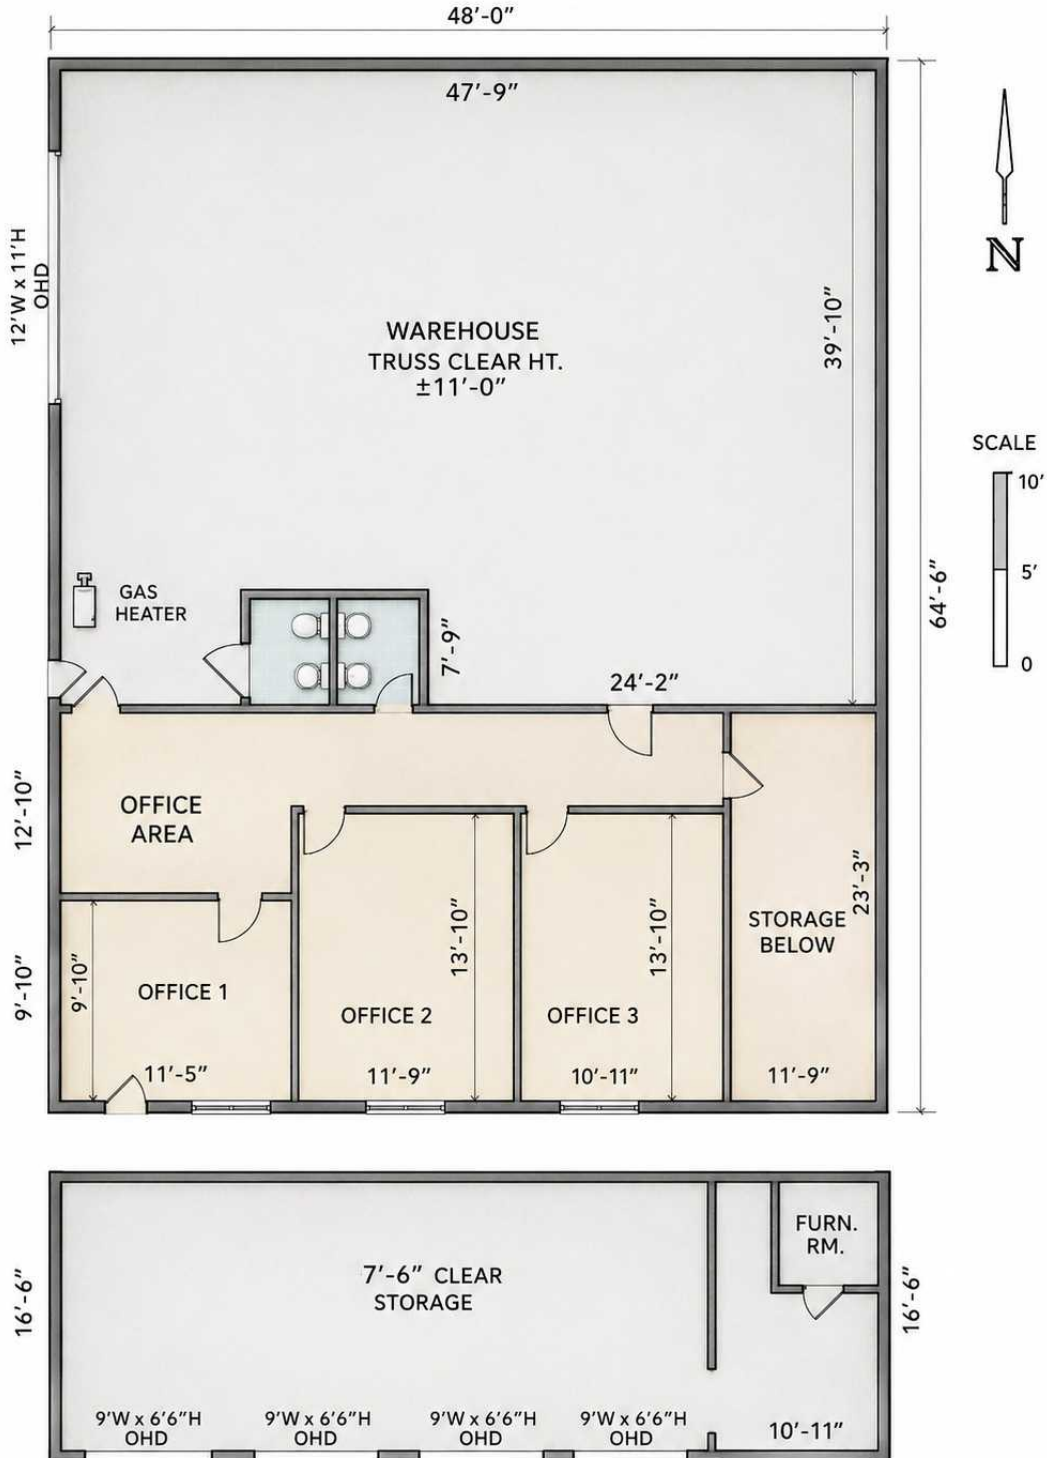 48′-0″
47′-9″
12′W x 11′H
OHD
WAREHOUSE
TRUSS CLEAR HT.
±11′-0″
39′-10″
N
SCALE
10′
5′
0
64′-6″
GAS
HEATER
7′-9″
24′-2″
12′-10″
OFFICE
AREA
23′-3″
STORAGE
BELOW
9′-10″
9′-10″
OFFICE 1
11′-5″
13′-10″
OFFICE 2
11′-9″
13′-10″
OFFICE 3
10′-11″
11′-9″
16′-6″
7′-6″ CLEAR
STORAGE
FURN.
RM.
16′-6″
9′W x 6′6″H
OHD
9′W x 6′6″H
OHD
9′W x 6′6″H
OHD
9′W x 6′6″H
OHD
10′-11″